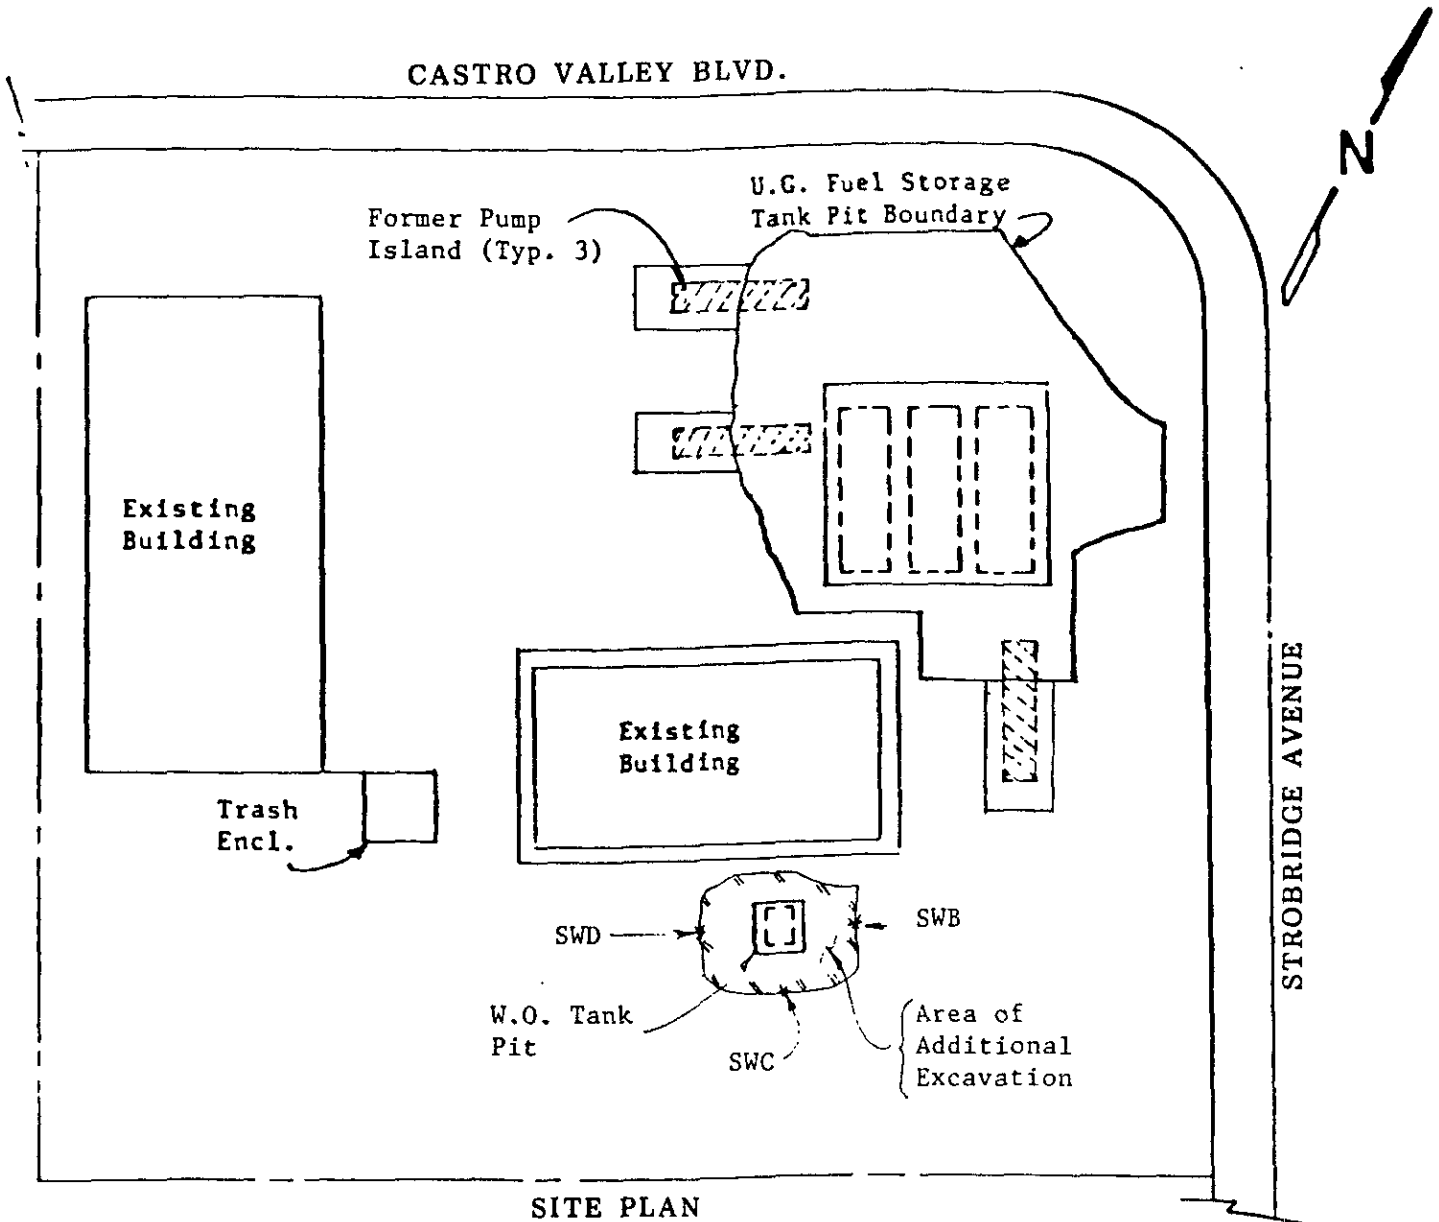 CASTRO VALLEY BLVD.
N
U.G. Fuel Storage
Tank Pit Boundary
Former Pump
Island (Typ. 3)
Existing
Building
Existing
Building
STROBRIDGE AVENUE
Trash
Encl.
SWD
SWB
W.O. Tank
Pit
SWC
Area of
Additional
Excavation
SITE PLAN